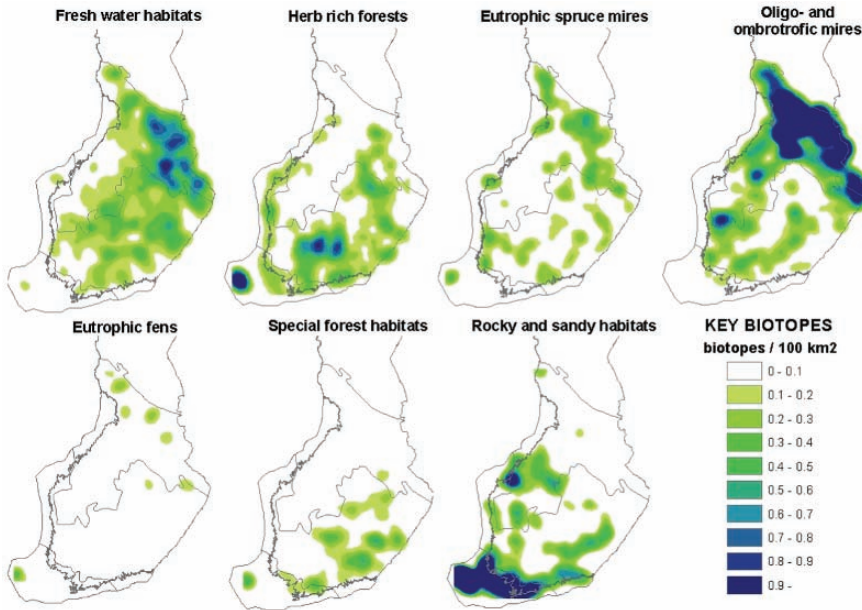 Fresh water habitats
Herb rich forests
Eutrophic spruce mires
Oligo- and
ombrotrofic mires
Eutrophic fens
Special forest habitats
Rocky and sandy habitats
KEY BIOTOPES
biotopes / 100 km2
0 - 0.1
0.1 - 0.2
0.2 - 0.3
0.3 - 0.4
0.4 - 0.5
0.5 - 0.6
0.6 - 0.7
0.7 - 0.8
0.8 - 0.9
0.9 -